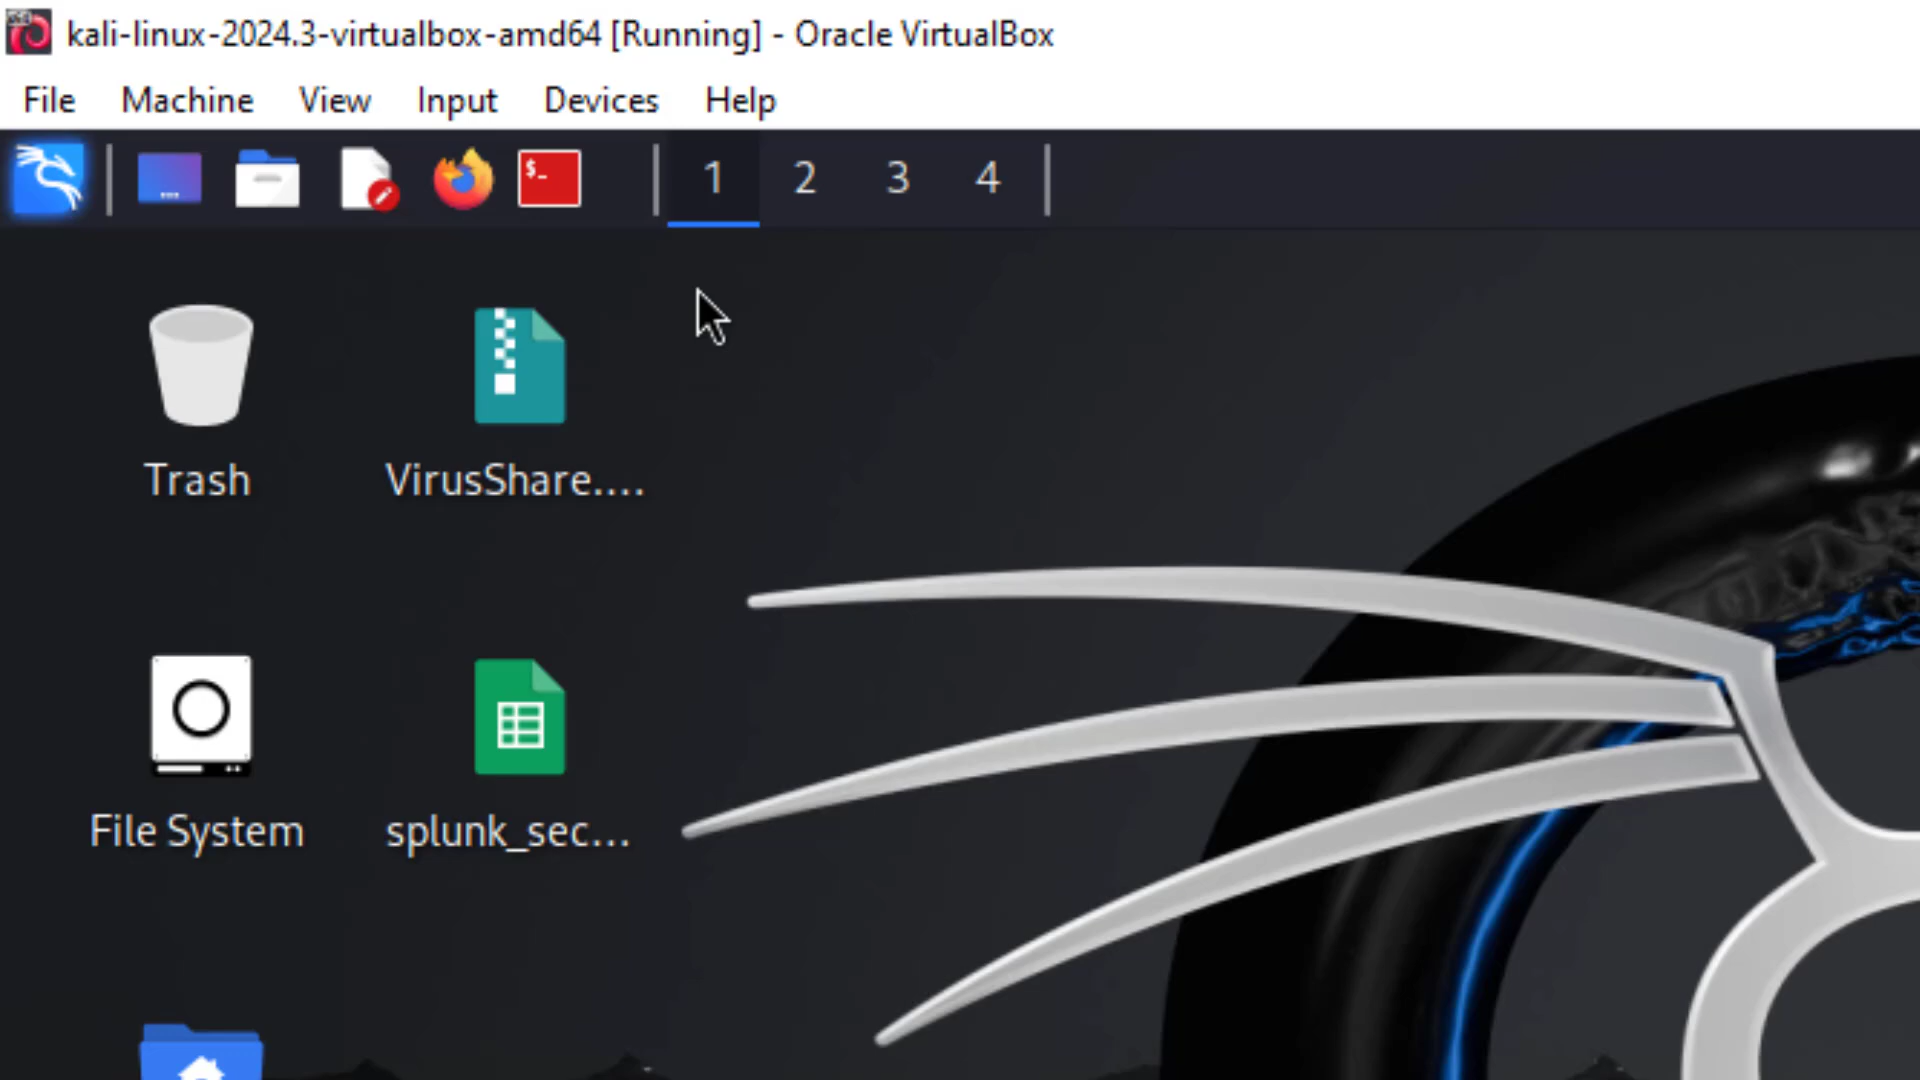 kali-linux-2024.3-virtualbox-amd64 [Running] - Oracle VirtualBox
File Machine View Input Devices Help
$_ 1 2 3 4
Trash VirusShare....
File System splunk_sec...